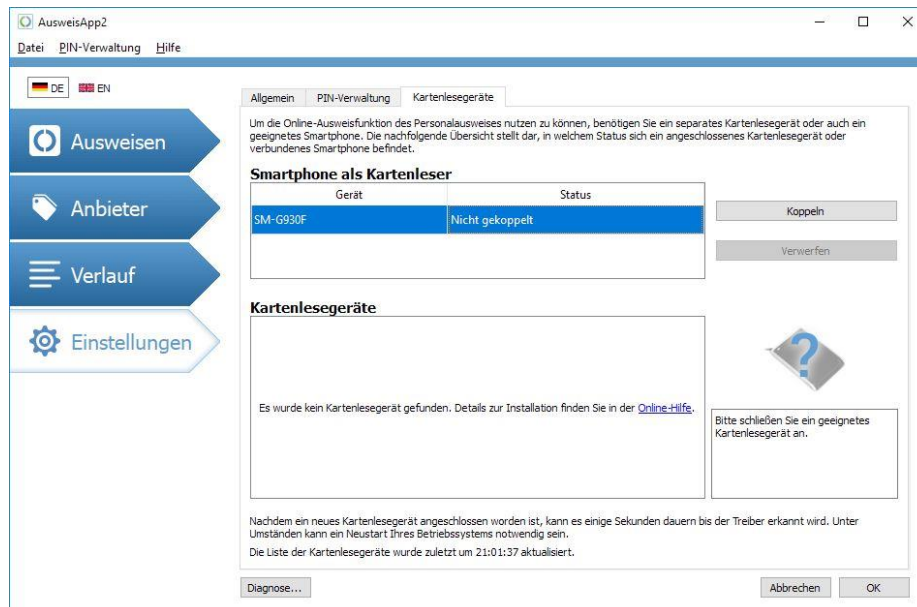 AusweisApp2
Datei PIN-Verwaltung Hilfe
DE EN
Ausweisen
Anbieter
Verlauf
Einstellungen
Allgemein PIN-Verwaltung Kartenlesegeräte
Um die Online-Ausweisfunktion des Personalausweises nutzen zu können, benötigen Sie ein separates Kartenlesegerät oder auch ein
geeignetes Smartphone. Die nachfolgende Übersicht stellt dar, in welchem Status sich ein angeschlossenes Kartenlesegerät oder
verbundenes Smartphone befindet.
Smartphone als Kartenleser
Gerät Status
SM-G930F Nicht gekoppelt
Koppeln
Verwerfen
Kartenlesegeräte
Es wurde kein Kartenlesegerät gefunden. Details zur Installation finden Sie in der Online-Hilfe.
?
Bitte schließen Sie ein geeignetes
Kartenlesegerät an.
Nachdem ein neues Kartenlesegerät angeschlossen worden ist, kann es einige Sekunden dauern bis der Treiber erkannt wird. Unter
Umständen kann ein Neustart Ihres Betriebssystems notwendig sein.
Die Liste der Kartenlesegeräte wurde zuletzt um 21:01:37 aktualisiert.
Diagnose... Abbrechen OK